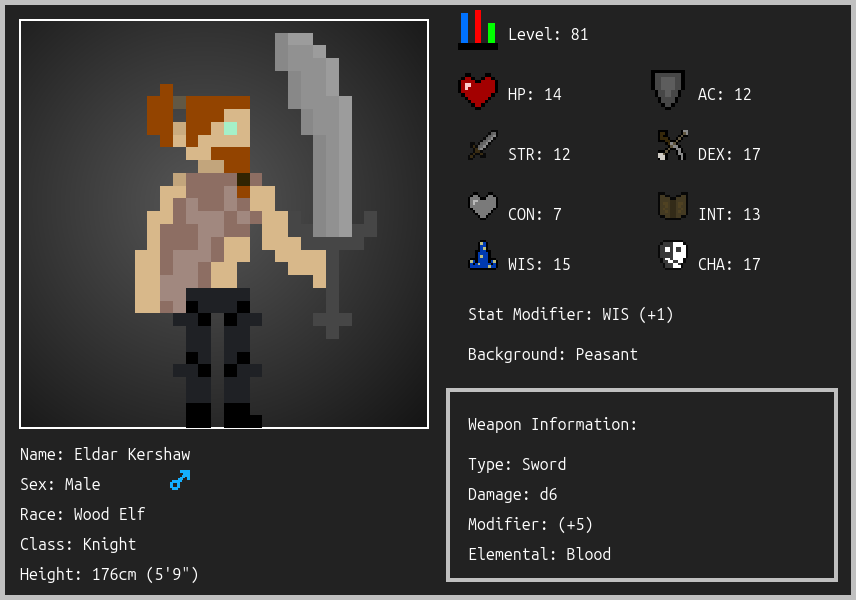 Level: 81
HP: 14
AC: 12
STR: 12
DEX: 17
CON: 7
INT: 13
WIS: 15
CHA: 17
Stat Modifier: WIS (+1)
Background: Peasant
Weapon Information:
Type: Sword
Damage: d6
Modifier: (+5)
Elemental: Blood
Name: Eldar Kershaw
Sex: Male
Race: Wood Elf
Class: Knight
Height: 176cm (5'9")